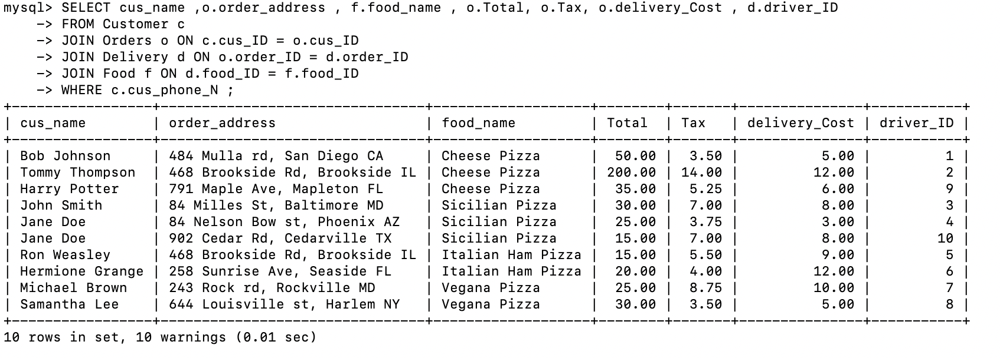 mysql> SELECT cus_name ,o.order_address , f.food_name , o.Total, o.Tax, o.delivery_Cost , d.driver_ID
    -> FROM Customer c
    -> JOIN Orders o ON c.cus_ID = o.cus_ID
    -> JOIN Delivery d ON o.order_ID = d.order_ID
    -> JOIN Food f ON d.food_ID = f.food_ID
    -> WHERE c.cus_phone_N ;
+-----------------+--------------------------------+-------------------+--------+-------+---------------+-----------+
| cus_name        | order_address                  | food_name         | Total  | Tax   | delivery_Cost | driver_ID |
+-----------------+--------------------------------+-------------------+--------+-------+---------------+-----------+
| Bob Johnson     | 484 Mulla rd, San Diego CA     | Cheese Pizza      |  50.00 |  3.50 |          5.00 |         1 |
| Tommy Thompson  | 468 Brookside Rd, Brookside IL | Cheese Pizza      | 200.00 | 14.00 |         12.00 |         2 |
| Harry Potter    | 791 Maple Ave, Mapleton FL     | Cheese Pizza      |  35.00 |  5.25 |          6.00 |         9 |
| John Smith      | 84 Milles St, Baltimore MD     | Sicilian Pizza    |  30.00 |  7.00 |          8.00 |         3 |
| Jane Doe        | 84 Nelson Bow st, Phoenix AZ   | Sicilian Pizza    |  25.00 |  3.75 |          3.00 |         4 |
| Jane Doe        | 902 Cedar Rd, Cedarville TX    | Sicilian Pizza    |  15.00 |  7.00 |          8.00 |        10 |
| Ron Weasley     | 468 Brookside Rd, Brookside IL | Italian Ham Pizza |  15.00 |  5.50 |          9.00 |         5 |
| Hermione Grange | 258 Sunrise Ave, Seaside FL    | Italian Ham Pizza |  20.00 |  4.00 |         12.00 |         6 |
| Michael Brown   | 243 Rock rd, Rockville MD      | Vegana Pizza      |  25.00 |  8.75 |         10.00 |         7 |
| Samantha Lee    | 644 Louisville st, Harlem NY   | Vegana Pizza      |  30.00 |  3.50 |          5.00 |         8 |
+-----------------+--------------------------------+-------------------+--------+-------+---------------+-----------+
10 rows in set, 10 warnings (0.01 sec)